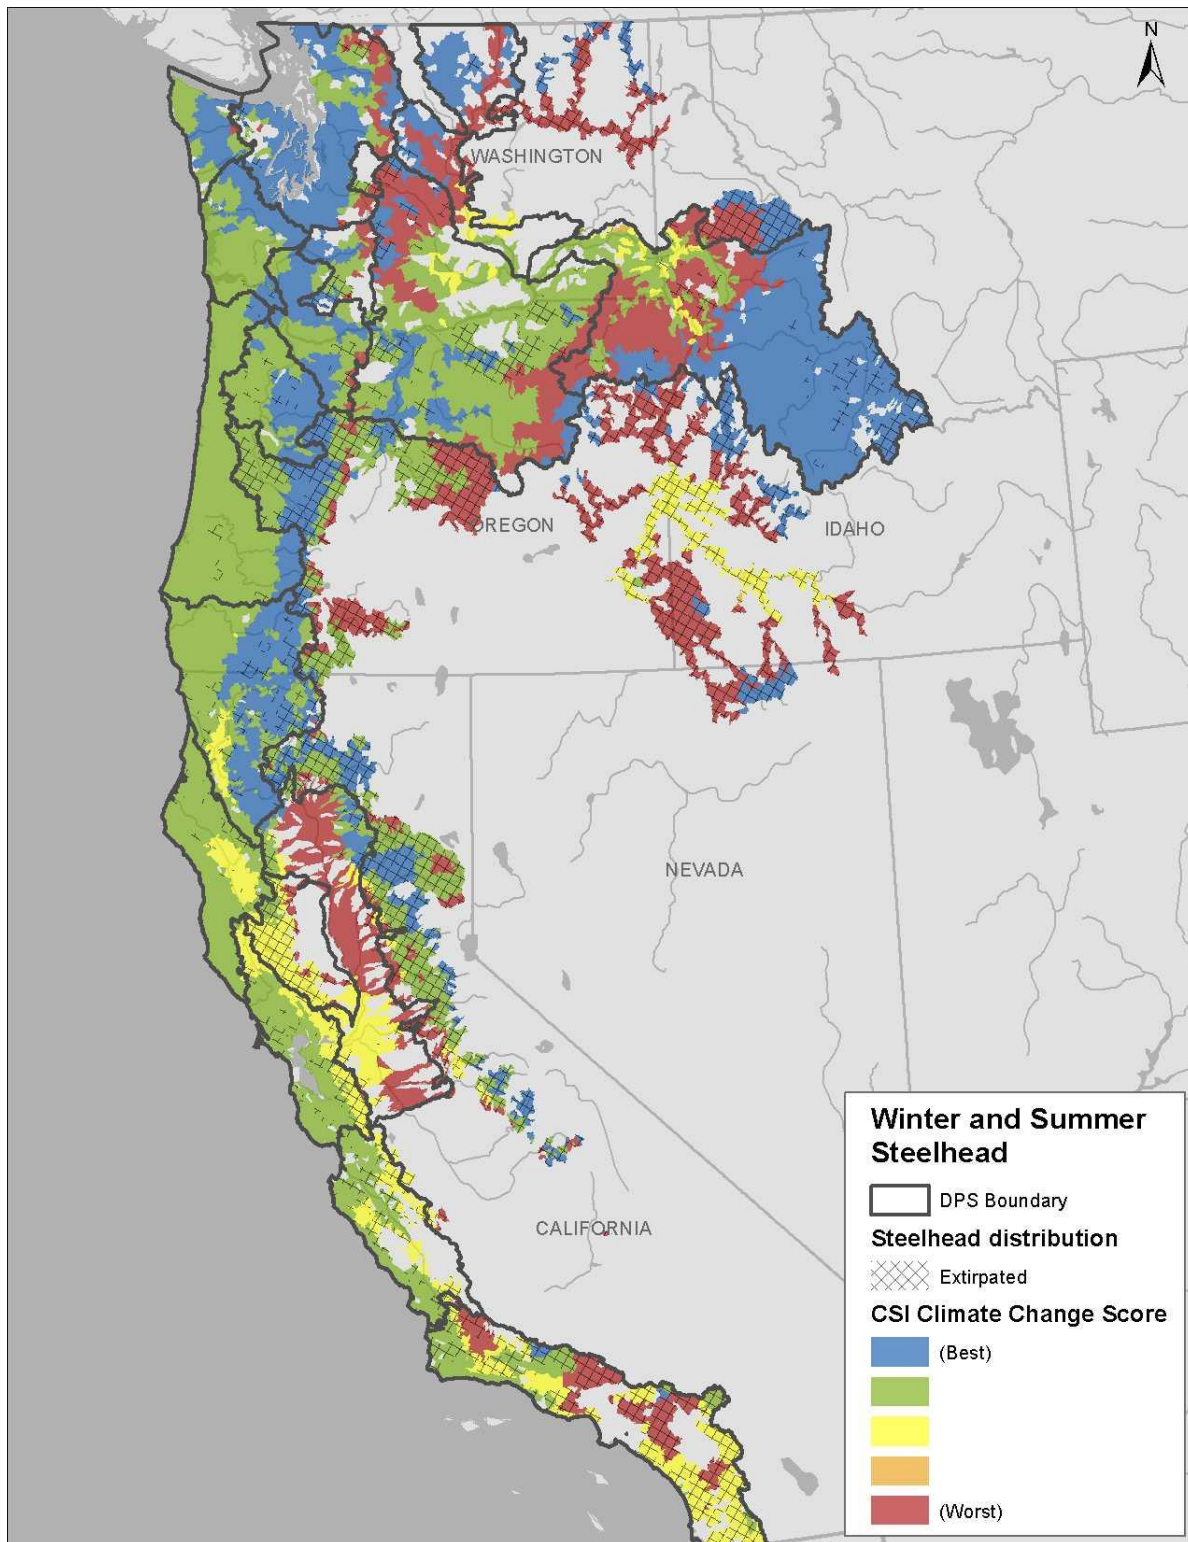 N
WASHINGTON
OREGON
IDAHO
NEVADA
CALIFORNIA
Winter and Summer
Steelhead
DPS Boundary
Steelhead distribution
Extirpated
CSI Climate Change Score
(Best)
(Worst)